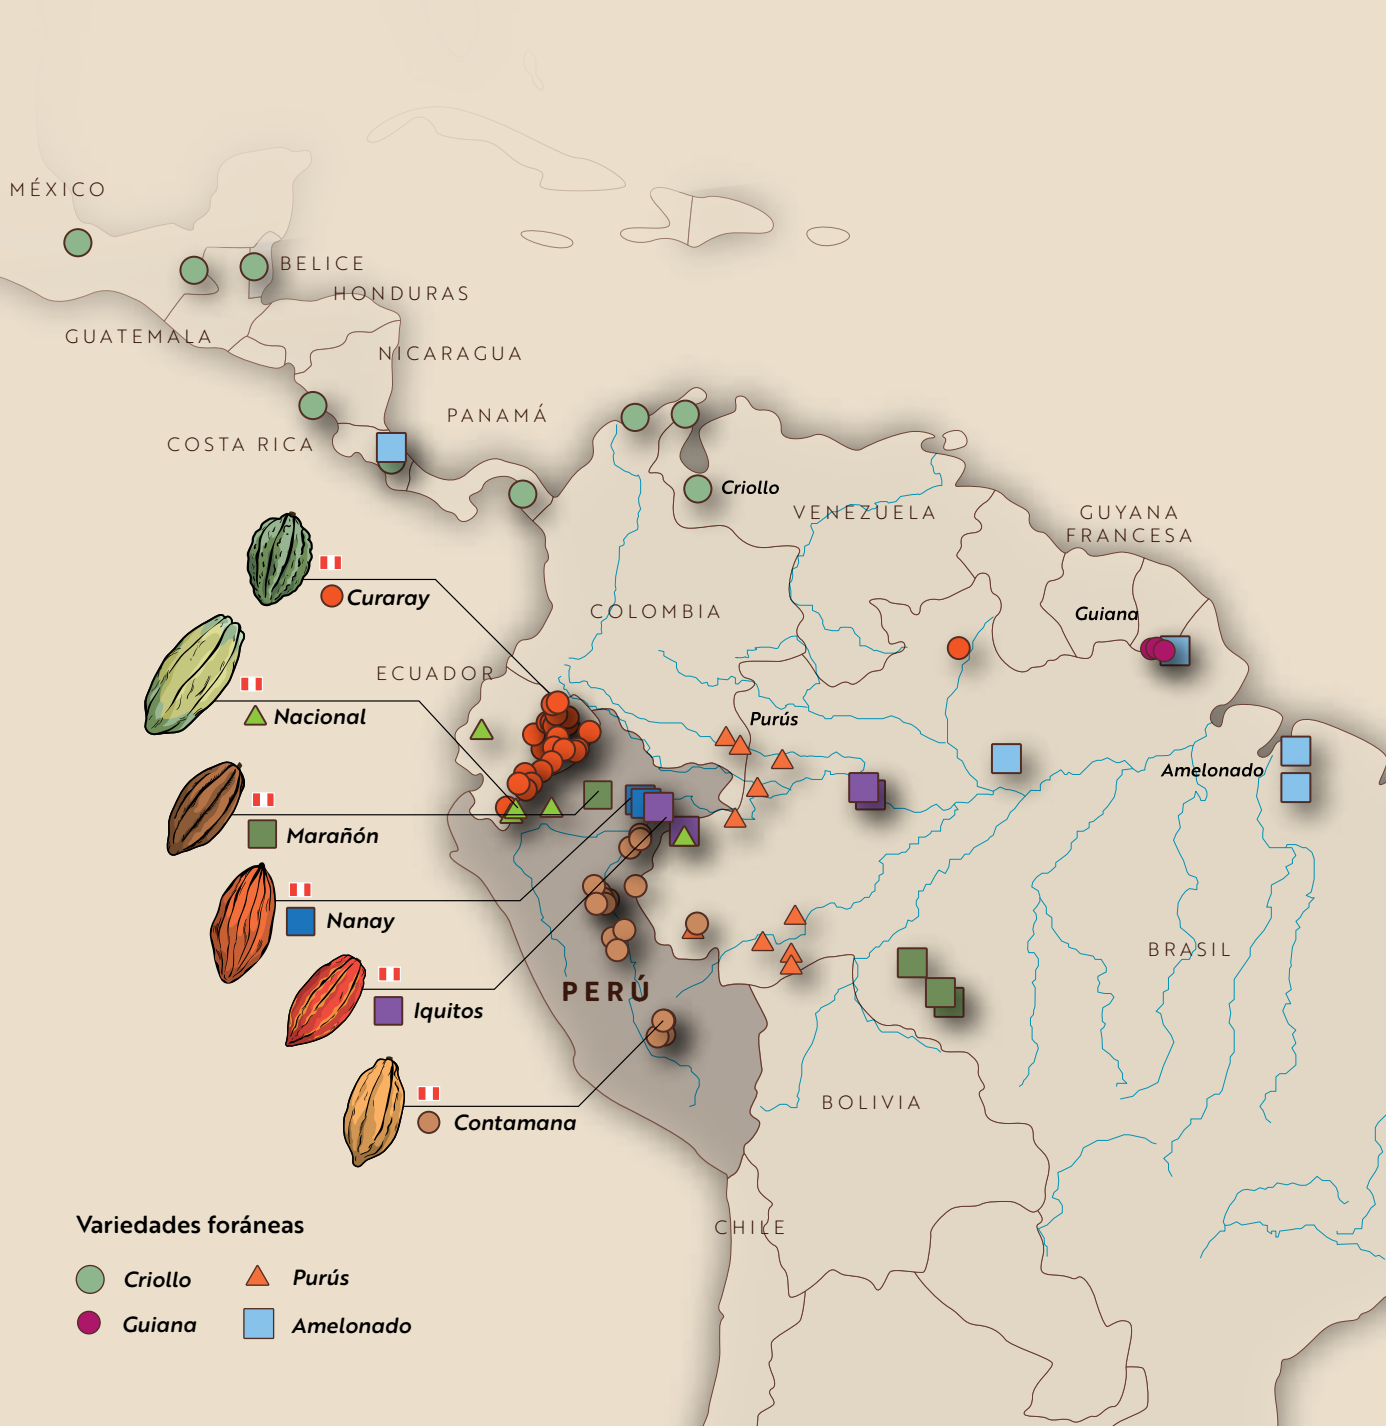 MÉXICO
BELICE
HONDURAS
GUATEMALA
NICARAGUA
PANAMÁ
COSTA RICA
Criollo
VENEZUELA
GUYANA
FRANCESA
Curaray
COLOMBIA
Guiana
ECUADOR
Nacional
Purús
Amelonado
Marañón
Nanay
BRASIL
PERÚ
Iquitos
BOLIVIA
Contamana
Variedades foráneas
CHILE
Criollo
Purús
Guiana
Amelonado